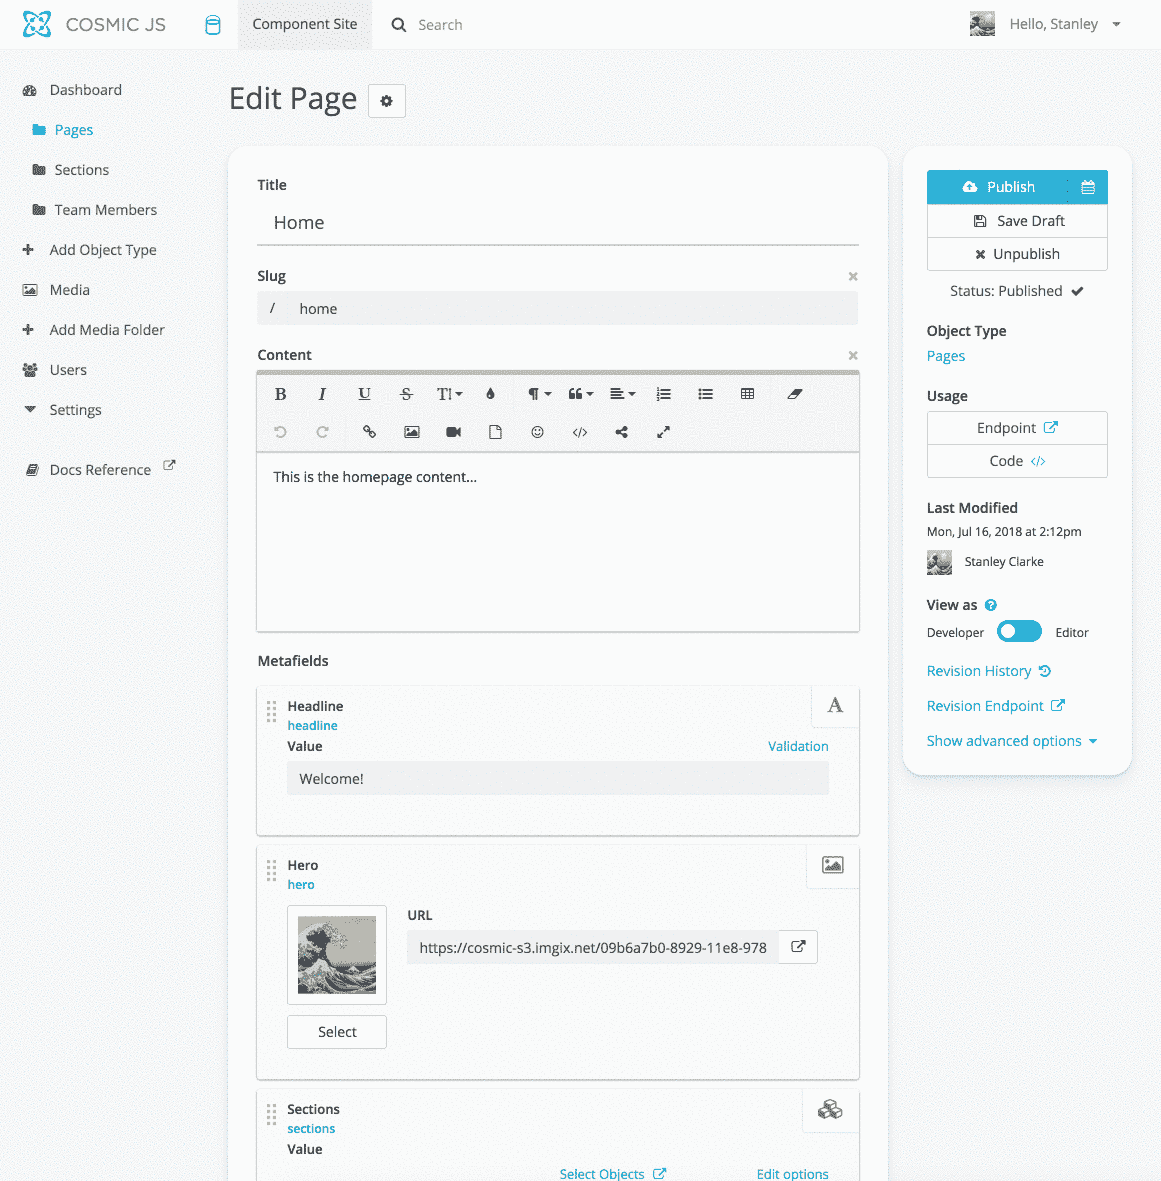 COSMIC JS
Component Site
Search
Hello, Stanley
Dashboard
Pages
Sections
Team Members
Add Object Type
Media
Add Media Folder
Users
Settings
Docs Reference
Edit Page
Title
Home
Slug
/ home
Content
B I U S T
This is the homepage content...
Metafields
Headline
headline
Value
Validation
Welcome!
A
Hero
hero
URL
https://cosmic-s3.imgix.net/09b6a7b0-8929-11e8-978
Select
Sections
sections
Value
Select Objects
Edit options
Publish
Save Draft
Unpublish
Status: Published
Object Type
Pages
Usage
Endpoint
Code </>
Last Modified
Mon, Jul 16, 2018 at 2:12pm
Stanley Clarke
View as ?
Developer Editor
Revision History
Revision Endpoint
Show advanced options